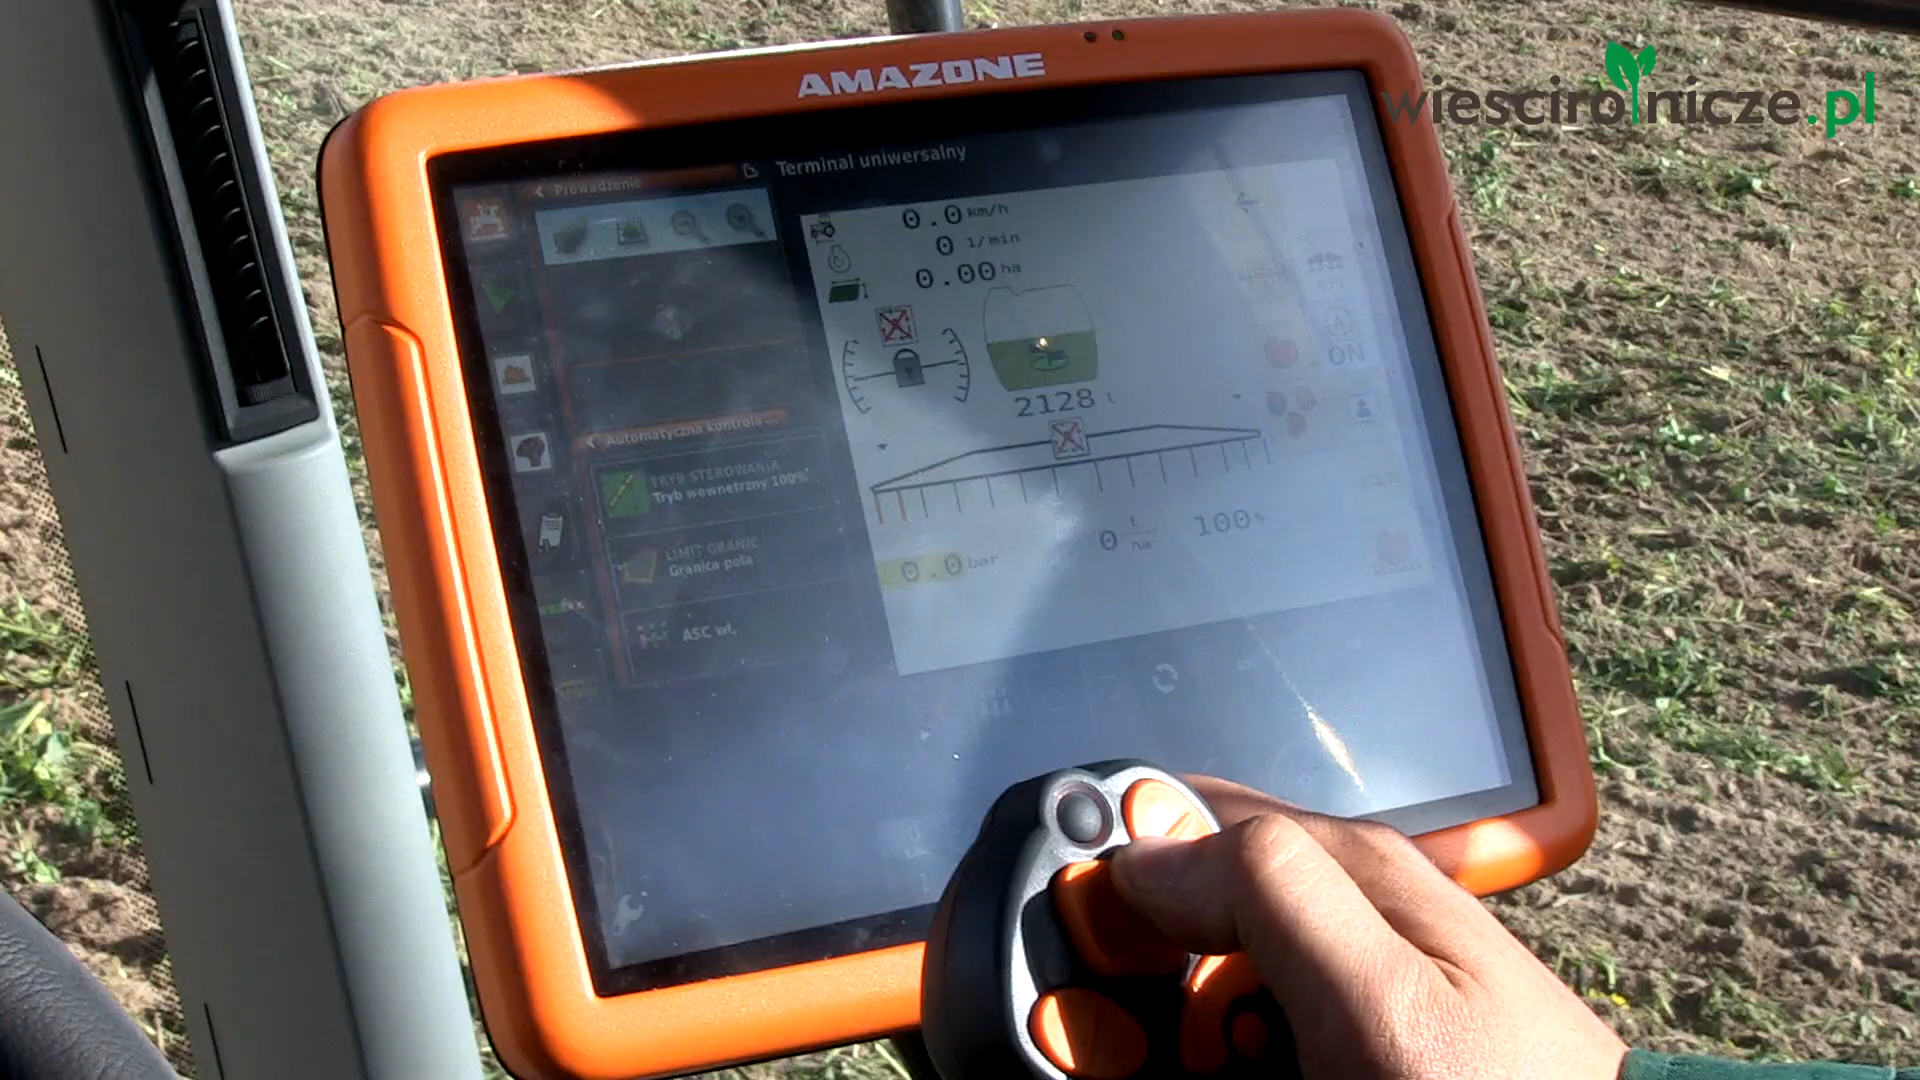 AMAZONE
wiescirolnicze.pl
Terminal uniwersalny
Prowadzenie
0.0 km/h
0 l/min
0.00 ha
ON
2128 l
Automatyczna kontrola ...
TRYB STEROWANIA
Tryb wewnętrzny 100%
LIMIT GRANIC
Granica pola
0 l/ha 100%
0.0 bar
ASC wł.